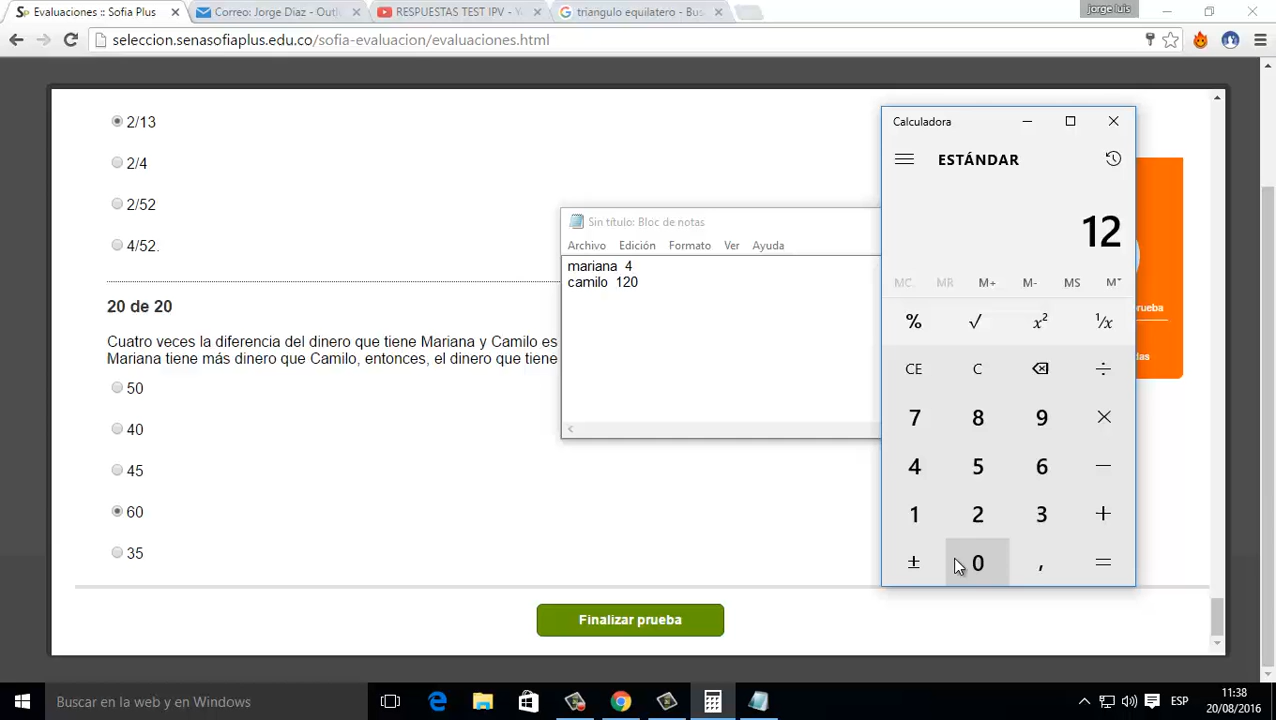 Evaluaciones :: Sofia Plus
Correo: Jorge Diaz - Outl
RESPUESTAS TEST IPV - Y
triangulo equilatero - Bus
jorge luis
seleccion.senasofiaplus.edu.co/sofia-evaluacion/evaluaciones.html
2/13
2/4
2/52
4/52.
20 de 20
Cuatro veces la diferencia del dinero que tiene Mariana y Camilo es
Mariana tiene más dinero que Camilo, entonces, el dinero que tiene
50
40
45
60
35
Finalizar prueba
Sin título: Bloc de notas
Archivo Edición Formato Ver Ayuda
mariana 4
camilo 120
Calculadora
ESTÁNDAR
12
MC MR M+ M- MS M˅
% √ x² ¹/x
CE C ÷
7 8 9 ×
4 5 6 −
1 2 3 +
± 0 , =
rueba
das
Buscar en la web y en Windows
ESP
11:38
20/08/2016